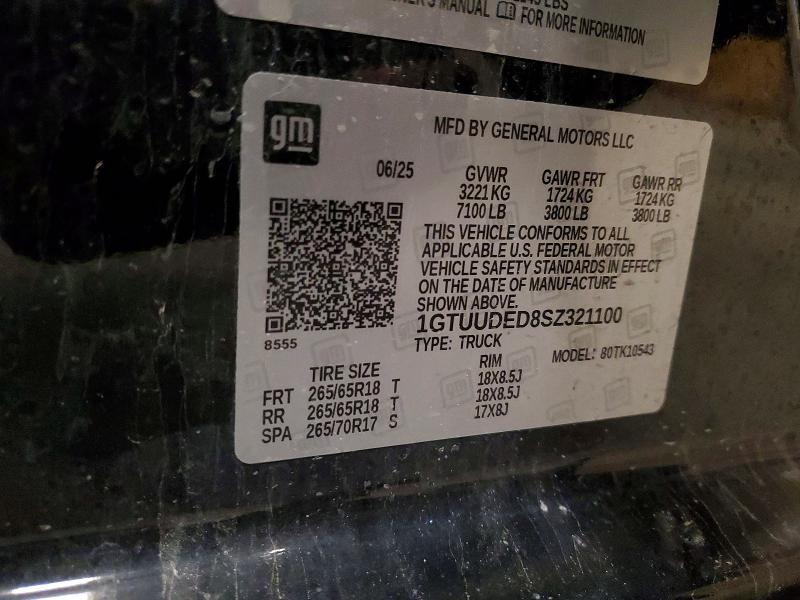 MANUAL FOR MORE INFORMATION
gm
MFD BY GENERAL MOTORS LLC
06/25
GVWR GAWR FRT GAWR RR
3221 KG 1724 KG 1724 KG
7100 LB 3800 LB 3800 LB
THIS VEHICLE CONFORMS TO ALL
APPLICABLE U.S. FEDERAL MOTOR
VEHICLE SAFETY STANDARDS IN EFFECT
ON THE DATE OF MANUFACTURE
SHOWN ABOVE.
1GTUUDED8SZ321100
8555
TYPE: TRUCK
MODEL: 80TK10543
TIRE SIZE RIM
FRT 265/65R18 T 18X8.5J
RR 265/65R18 T 18X8.5J
SPA 265/70R17 S 17X8J